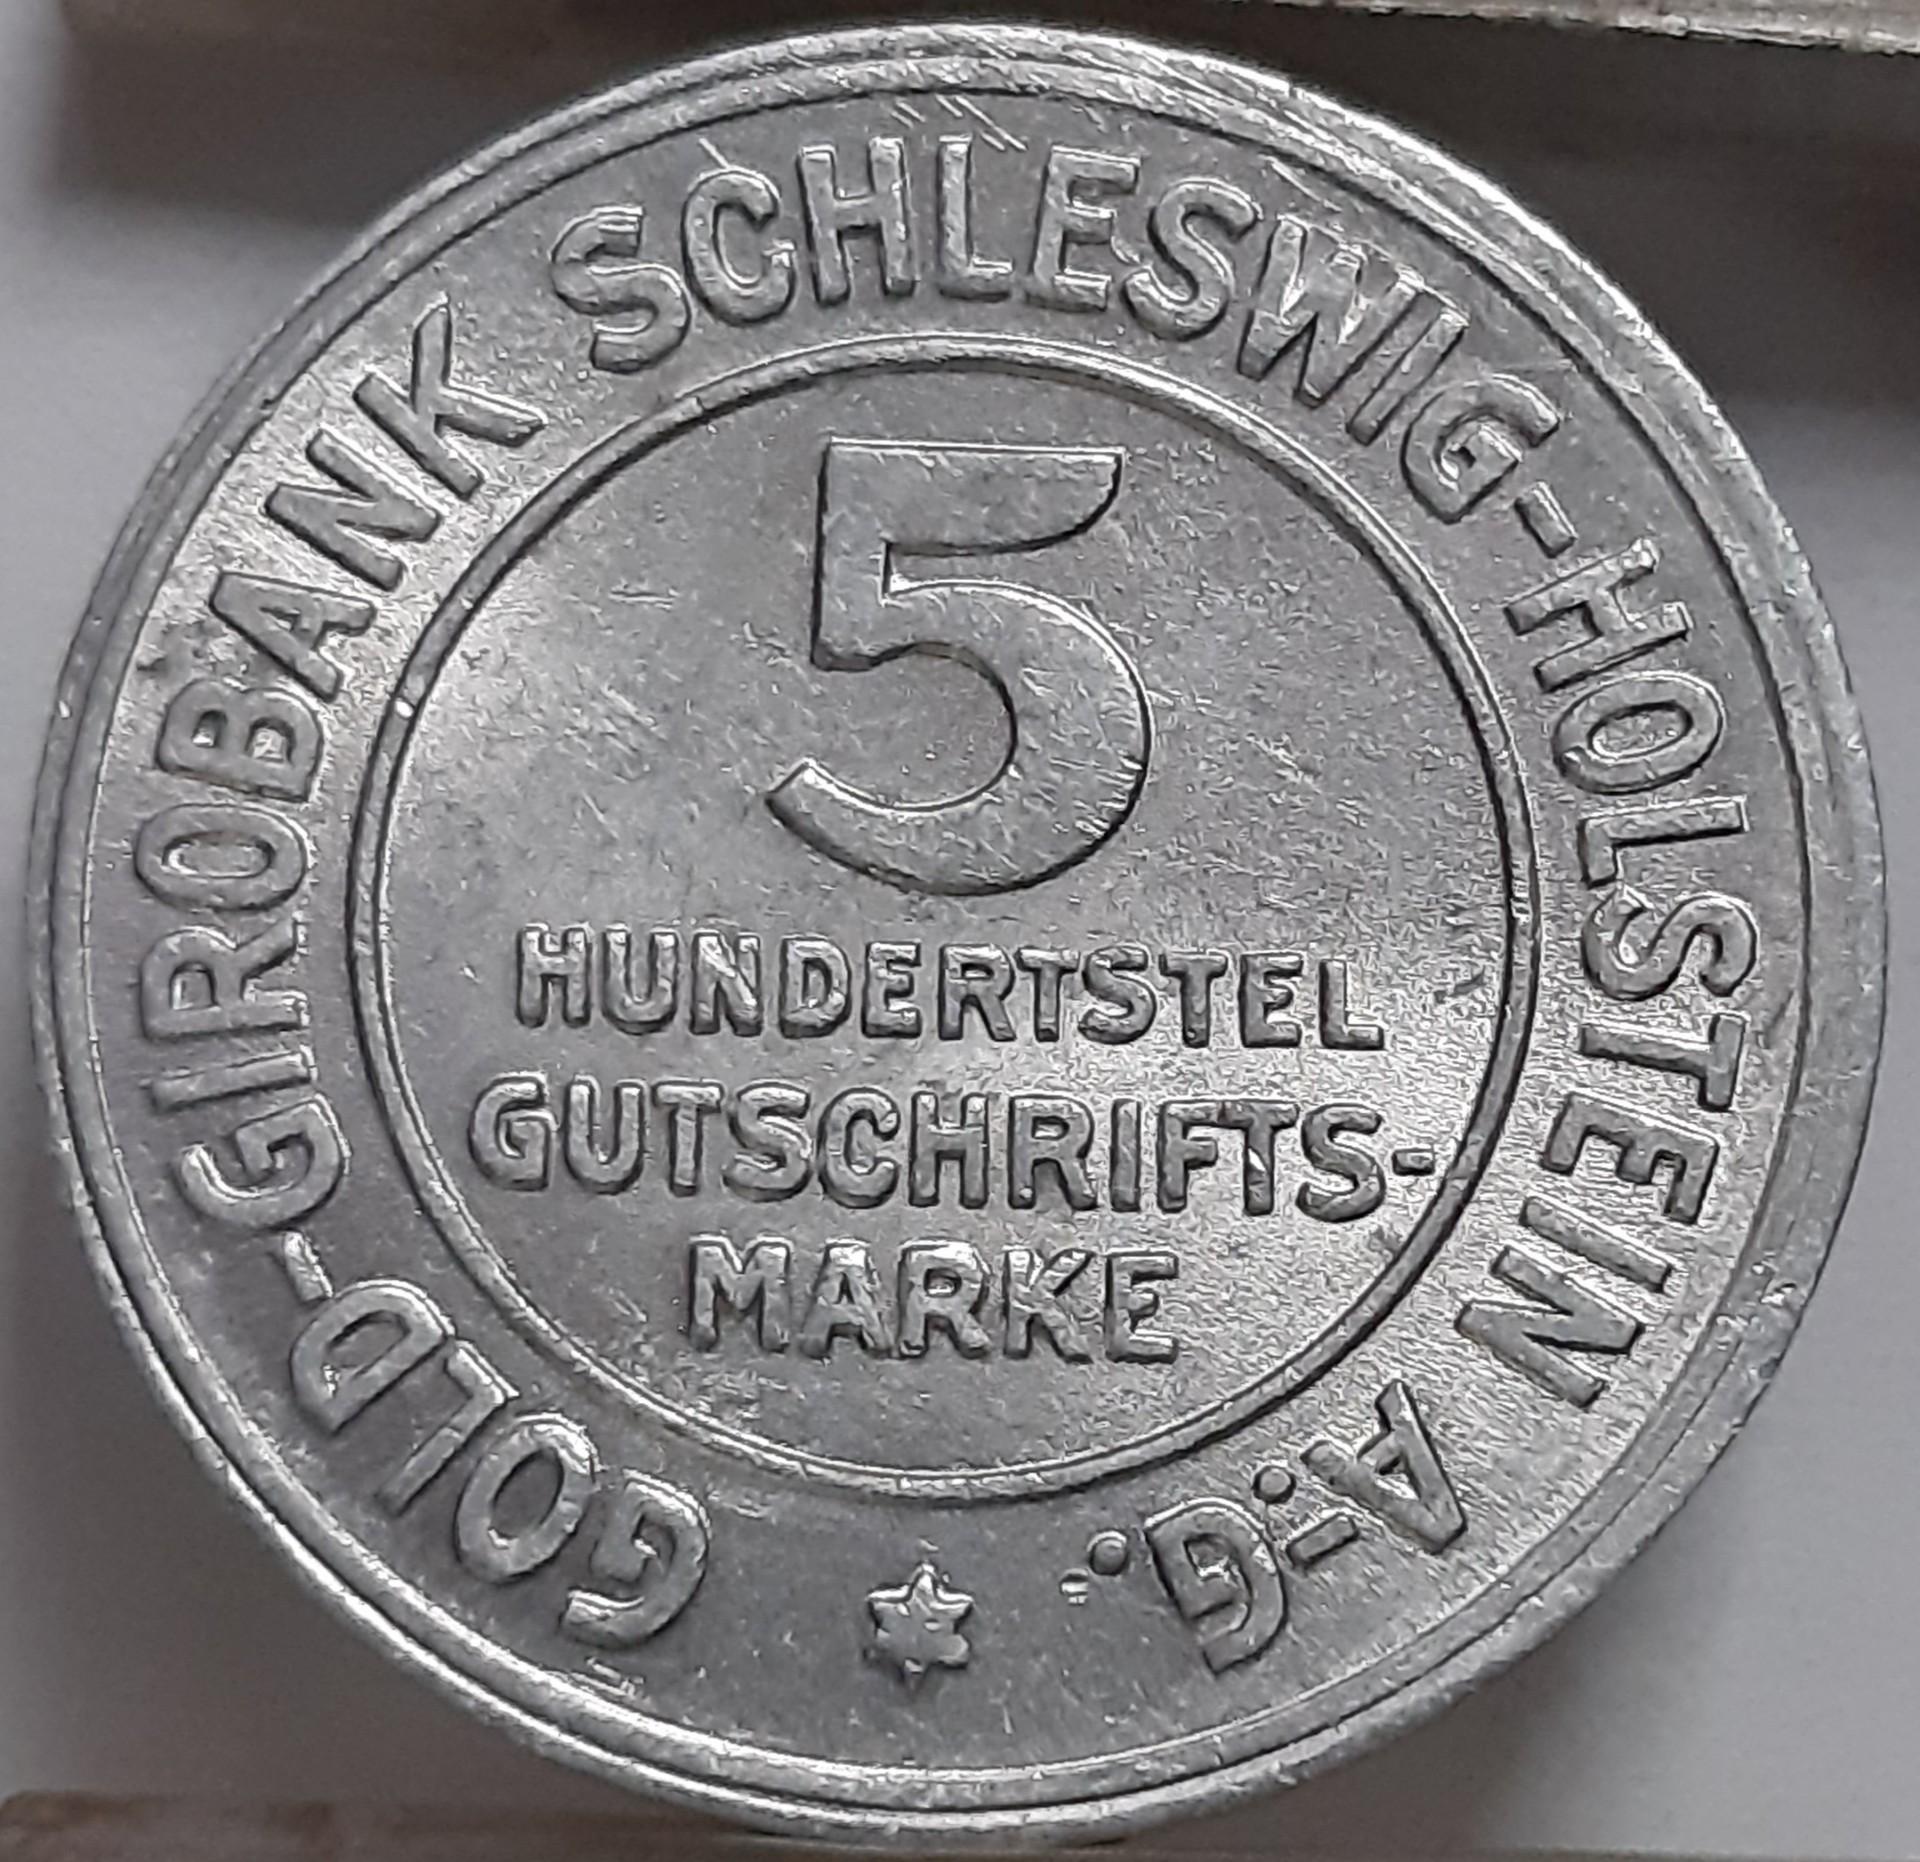 GOLD-GIROBANK SCHLESWIG-HOLSTEIN A.-G.
5
HUNDERTSTEL
GUTSCHRIFTS-
MARKE